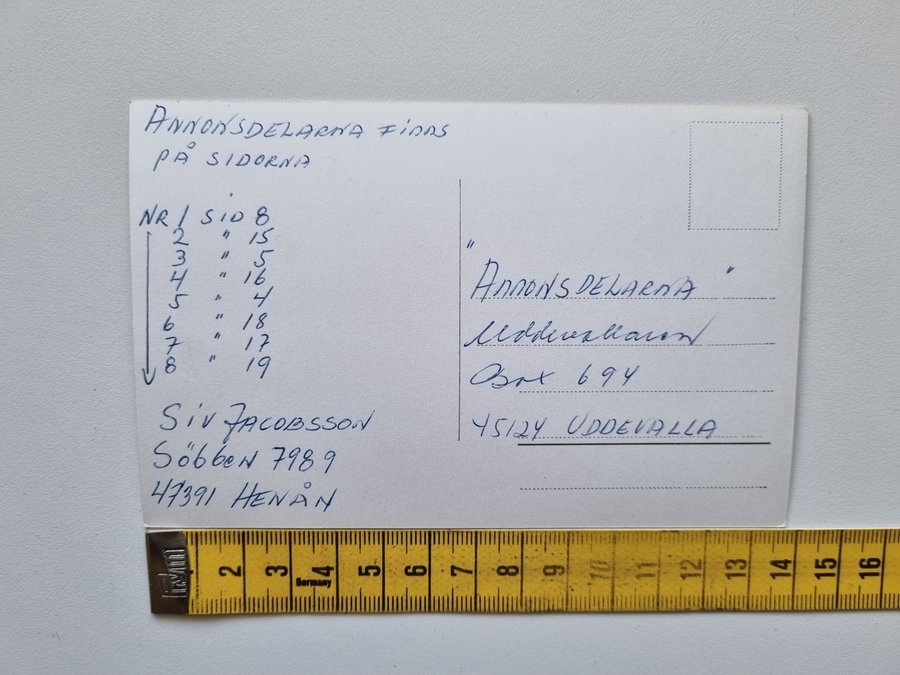 ANNONSDELARNA FINNS
PÅ SIDORNA
NR 1 SID 8
2 " 15
3 " 5
4 " 16
5 " 4
6 " 18
7 " 17
8 " 19
SIV JACOBSSON
SÖBBEN 7989
47391 HENÅN
"ANNONSDELARNA"
Uddevallaren
Box 694
45124 UDDEVALLA
Prym
2 3 4 5 6 7 8 9 10 11 12 13 14 15 16
Germany